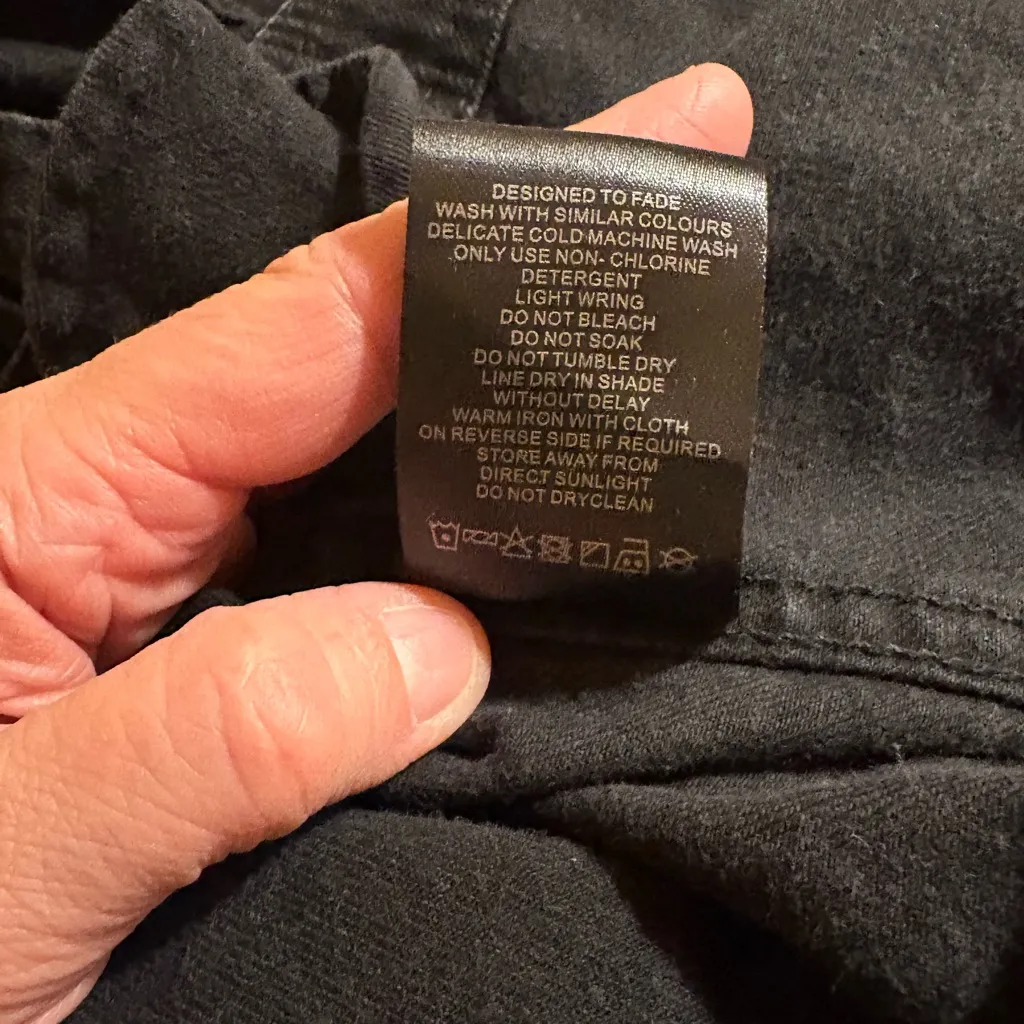 DESIGNED TO FADE
WASH WITH SIMILAR COLOURS
DELICATE COLD MACHINE WASH
ONLY USE NON- CHLORINE
DETERGENT
LIGHT WRING
DO NOT BLEACH
DO NOT SOAK
DO NOT TUMBLE DRY
LINE DRY IN SHADE
WITHOUT DELAY
WARM IRON WITH CLOTH
ON REVERSE SIDE IF REQUIRED
STORE AWAY FROM
DIRECT SUNLIGHT
DO NOT DRYCLEAN